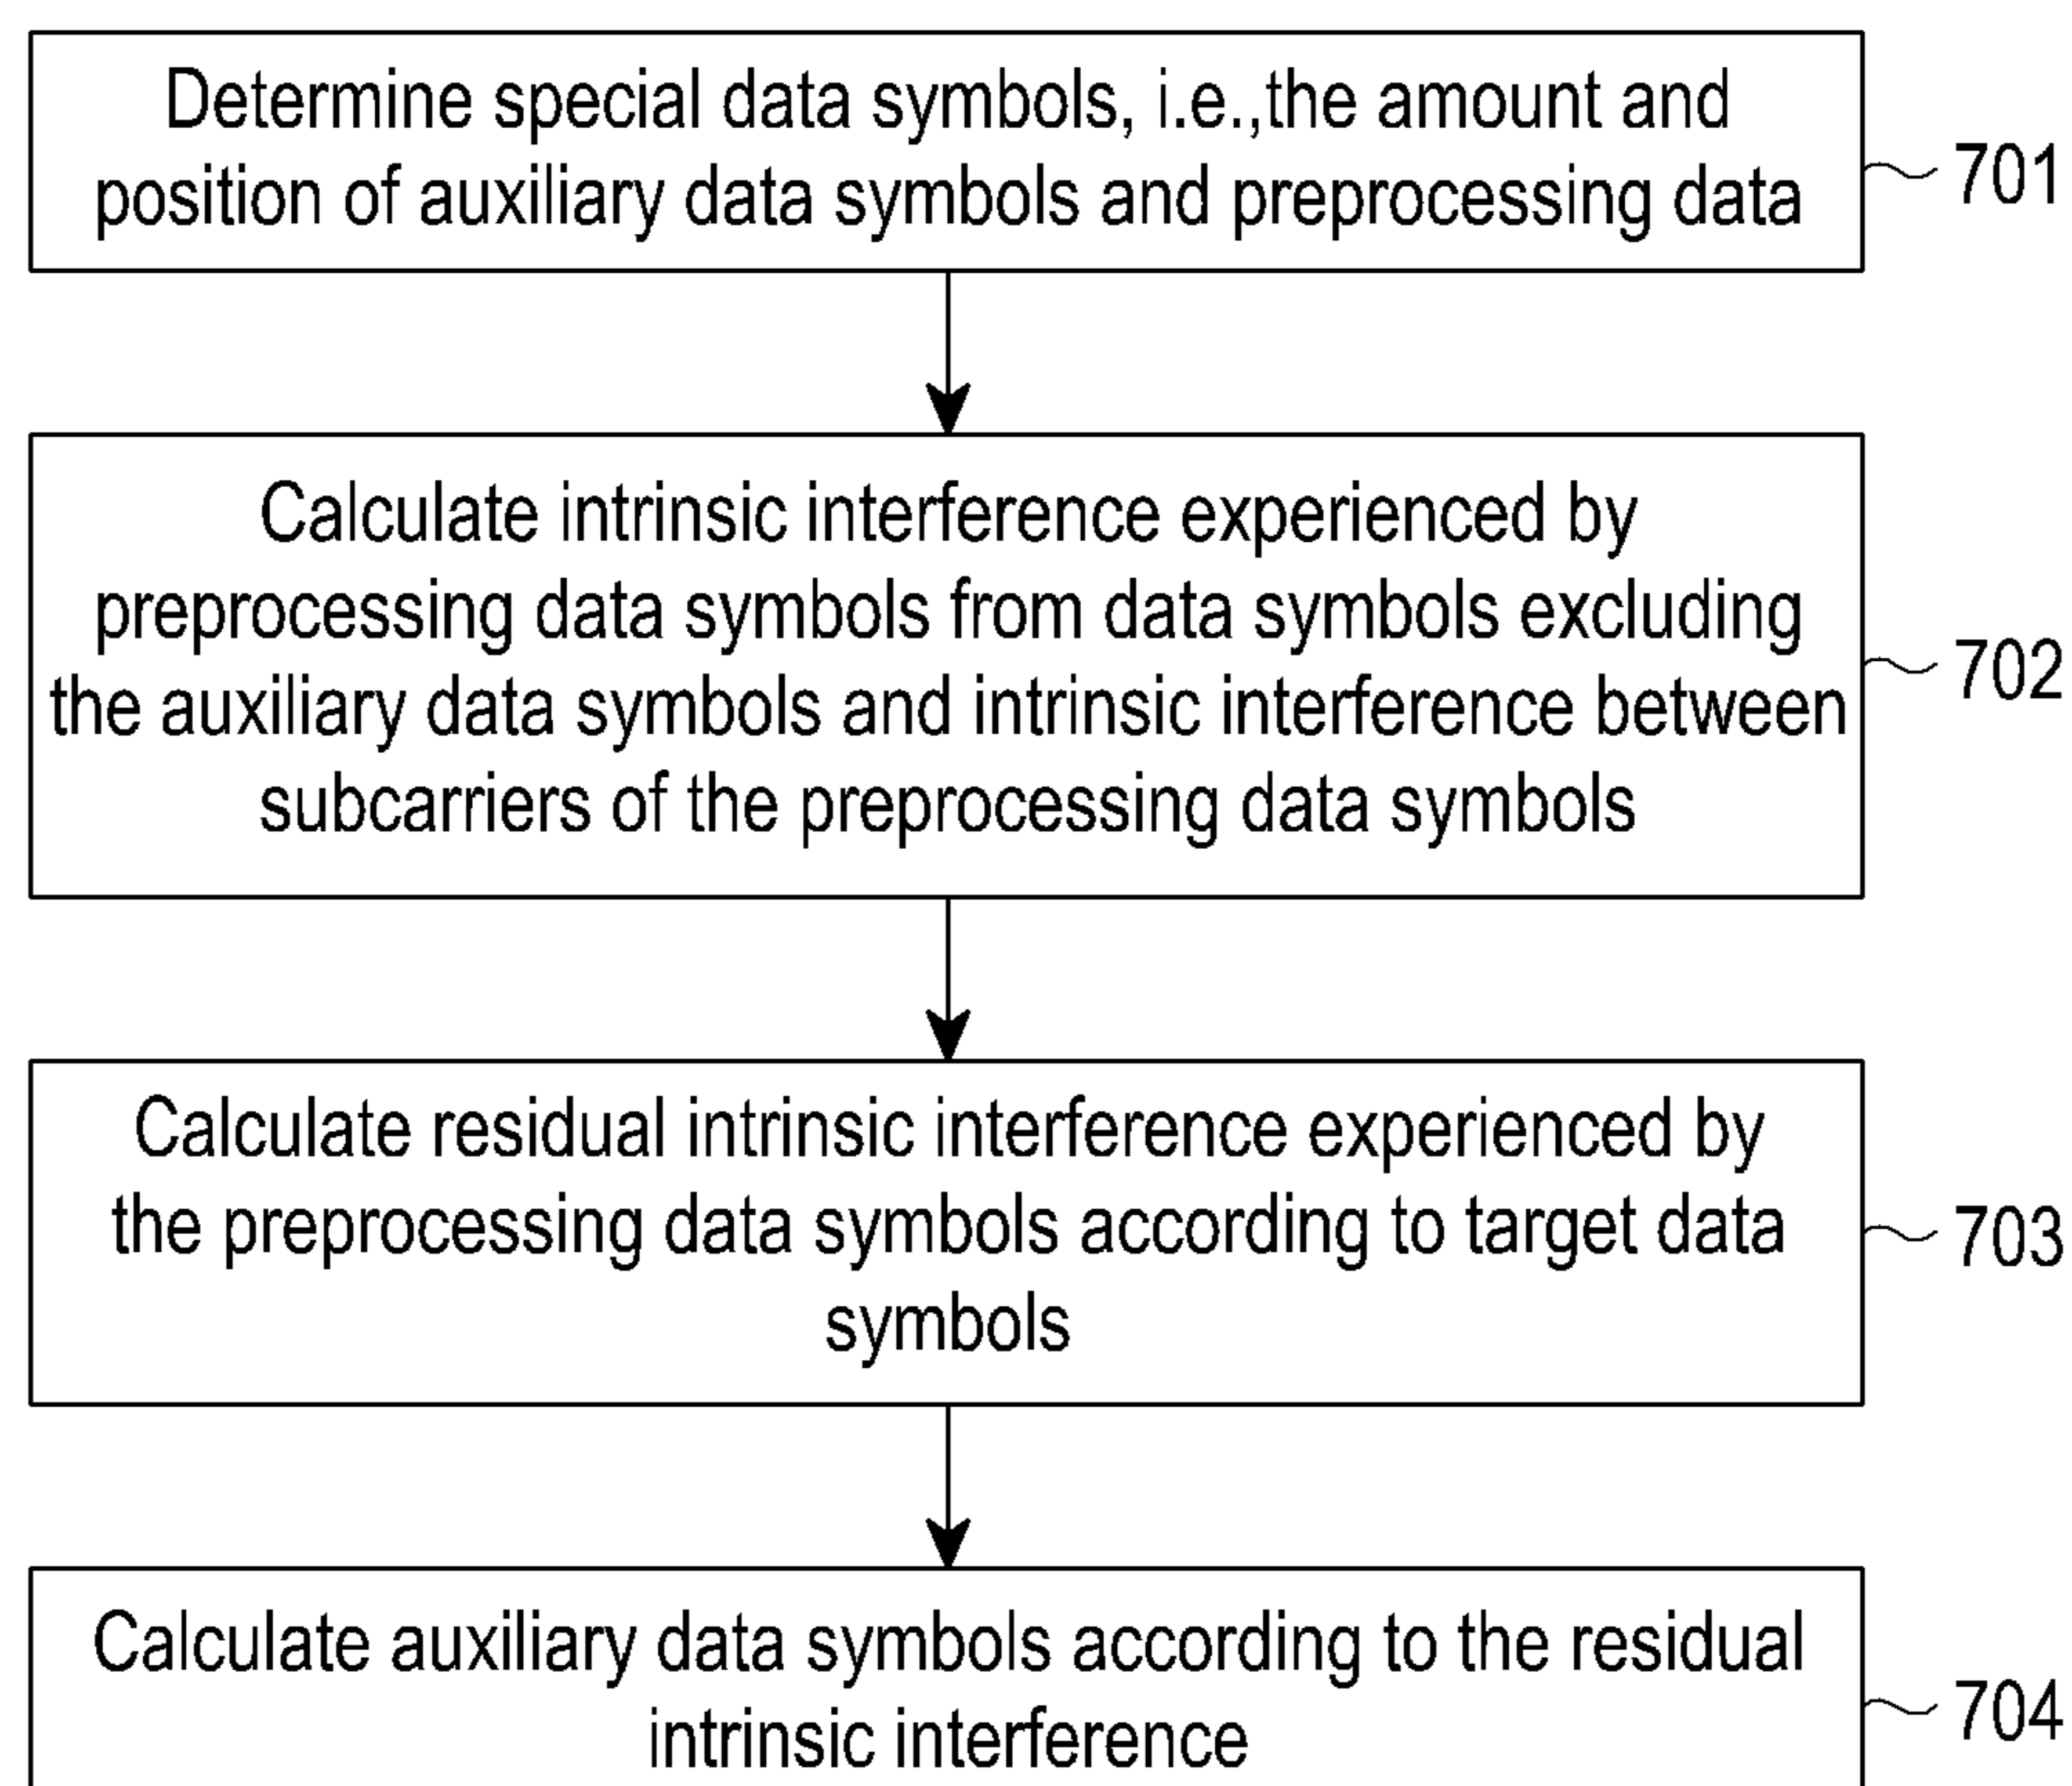 Determine special data symbols, i.e.,the amount and
position of auxiliary data symbols and preprocessing data
701
Calculate intrinsic interference experienced by
preprocessing data symbols from data symbols excluding
the auxiliary data symbols and intrinsic interference between
subcarriers of the preprocessing data symbols
702
Calculate residual intrinsic interference experienced by
the preprocessing data symbols according to target data
symbols
703
Calculate auxiliary data symbols according to the residual
intrinsic interference
704